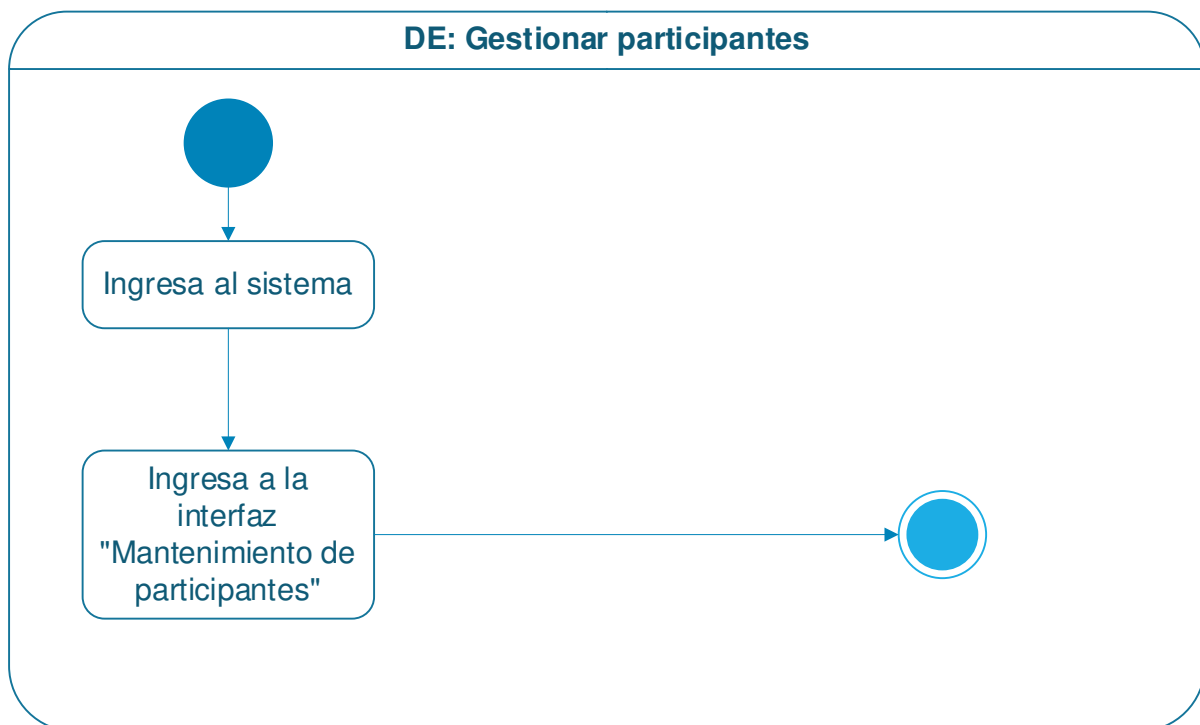 DE: Gestionar participantes
Ingresa al sistema
Ingresa a la
interfaz
"Mantenimiento de
participantes"